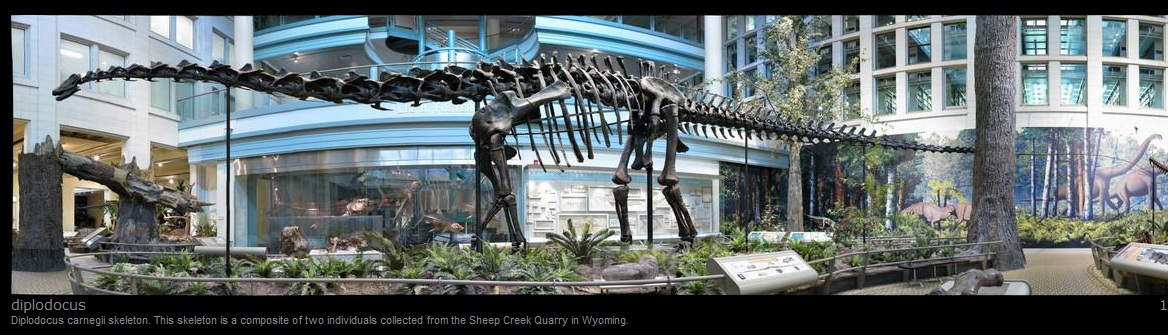 diplodocus
1
Diplodocus carnegii skeleton. This skeleton is a composite of two individuals collected from the Sheep Creek Quarry in Wyoming.